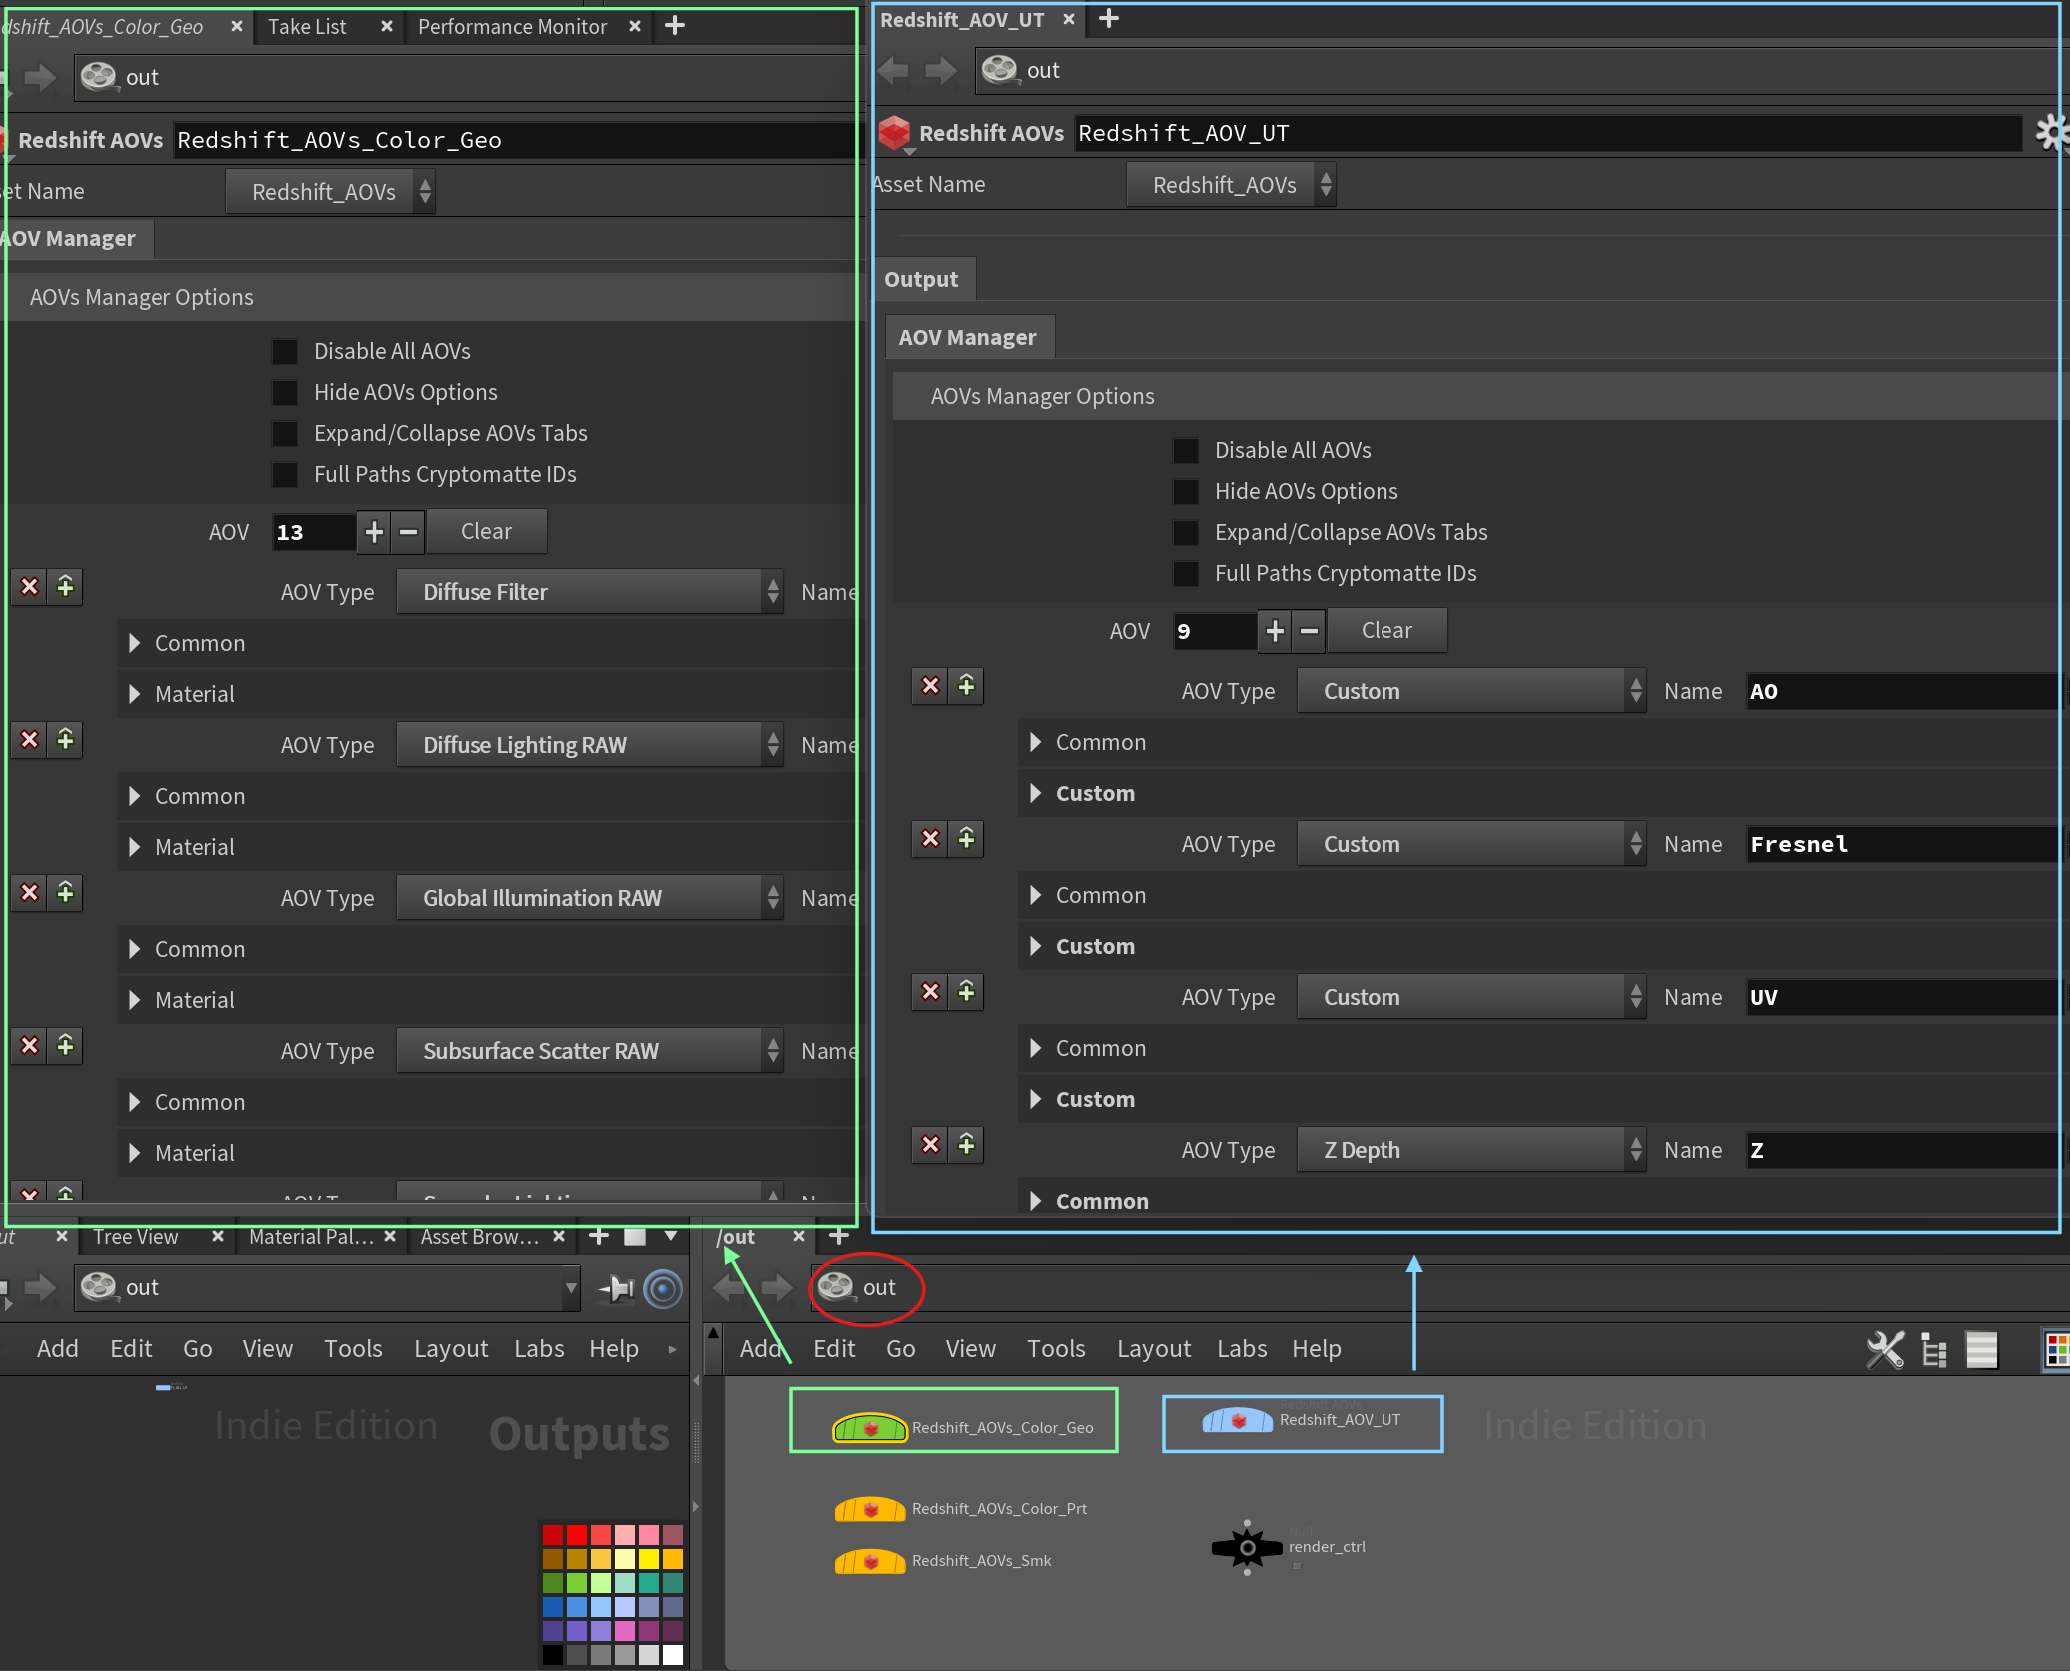 dshift_AOVs_Color_Geo
Take List
Performance Monitor
out
Redshift AOVs
Redshift_AOVs_Color_Geo
et Name
Redshift_AOVs
AOV Manager
AOVs Manager Options
Disable All AOVs
Hide AOVs Options
Expand/Collapse AOVs Tabs
Full Paths Cryptomatte IDs
AOV 13 Clear
AOV Type Diffuse Filter Name
Common
Material
AOV Type Diffuse Lighting RAW Name
Common
Material
AOV Type Global Illumination RAW Name
Common
Material
AOV Type Subsurface Scatter RAW Name
Common
Material
Redshift_AOV_UT
out
Redshift AOVs
Redshift_AOV_UT
Asset Name
Redshift_AOVs
Output
AOV Manager
AOVs Manager Options
Disable All AOVs
Hide AOVs Options
Expand/Collapse AOVs Tabs
Full Paths Cryptomatte IDs
AOV 9 Clear
AOV Type Custom Name AO
Common
Custom
AOV Type Custom Name Fresnel
Common
Custom
AOV Type Custom Name UV
Common
Custom
AOV Type Z Depth Name Z
Common
ut
Tree View
Material Pal...
Asset Brow...
out
Add Edit Go View Tools Layout Labs Help
Indie Edition
Outputs
/out
out
Add Edit Go View Tools Layout Labs Help
Redshift_AOVs_Color_Geo
Redshift AOVs
Redshift_AOV_UT
Indie Edition
Redshift_AOVs_Color_Prt
Redshift_AOVs_Smk
Null
render_ctrl